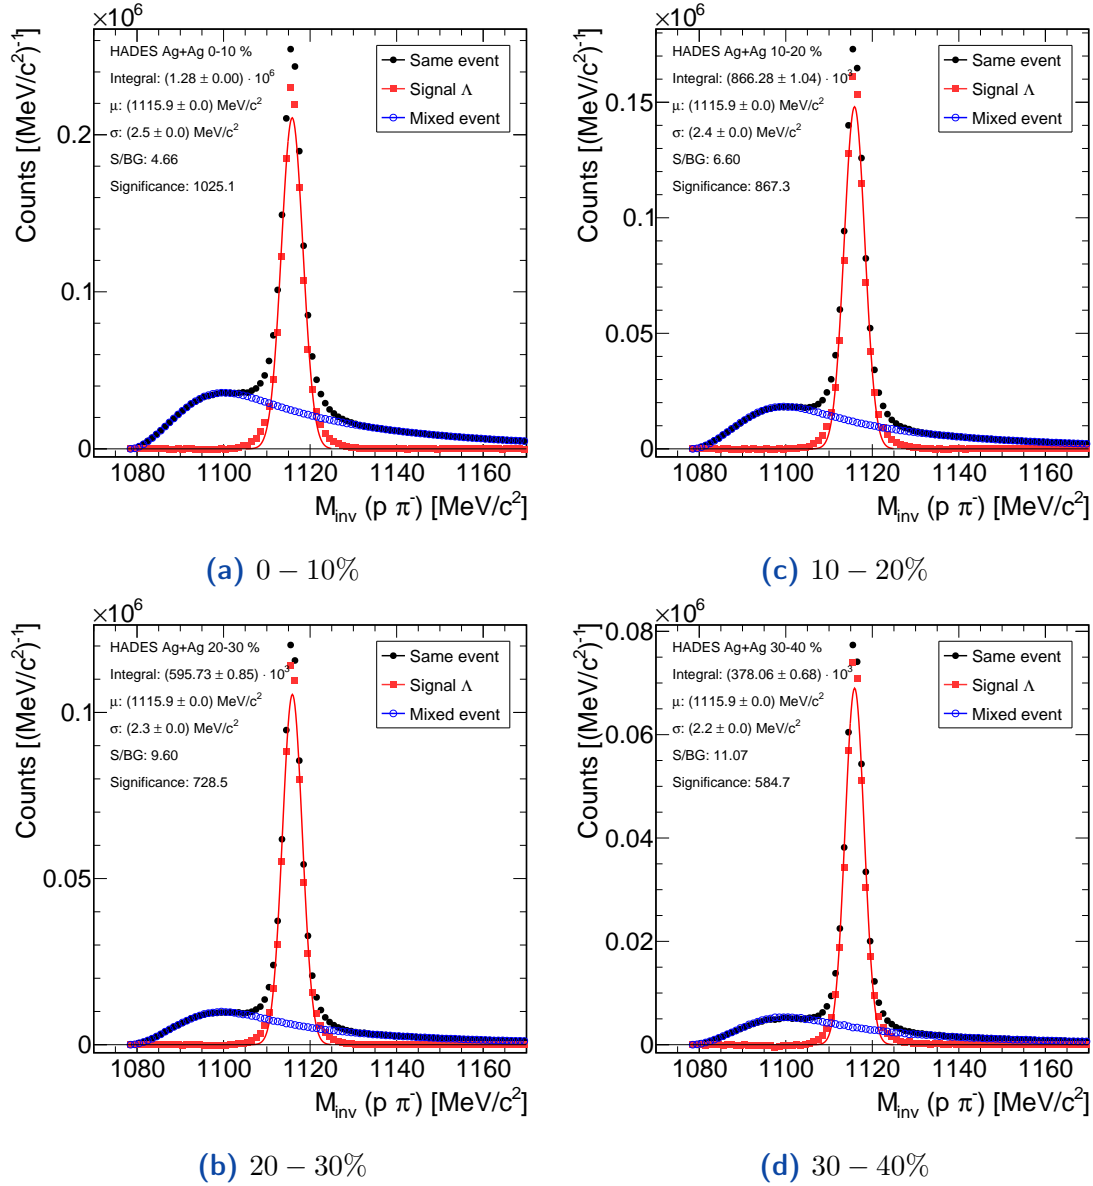 ×10⁶
Counts [(MeV/c²)⁻¹]
HADES Ag+Ag 0-10 %
Integral: (1.28 ± 0.00) · 10⁶
μ: (1115.9 ± 0.0) MeV/c²
σ: (2.5 ± 0.0) MeV/c²
S/BG: 4.66
Significance: 1025.1
Same event
Signal Λ
Mixed event
0.2
0.1
0
1080 1100 1120 1140 1160
M_inv (p π⁻) [MeV/c²]
(a) 0 – 10%
×10⁶
Counts [(MeV/c²)⁻¹]
HADES Ag+Ag 10-20 %
Integral: (866.28 ± 1.04) · 10³
μ: (1115.9 ± 0.0) MeV/c²
σ: (2.4 ± 0.0) MeV/c²
S/BG: 6.60
Significance: 867.3
Same event
Signal Λ
Mixed event
0.15
0.1
0.05
0
1080 1100 1120 1140 1160
M_inv (p π⁻) [MeV/c²]
(c) 10 – 20%
×10⁶
Counts [(MeV/c²)⁻¹]
HADES Ag+Ag 20-30 %
Integral: (595.73 ± 0.85) · 10³
μ: (1115.9 ± 0.0) MeV/c²
σ: (2.3 ± 0.0) MeV/c²
S/BG: 9.60
Significance: 728.5
Same event
Signal Λ
Mixed event
0.1
0.05
0
1080 1100 1120 1140 1160
M_inv (p π⁻) [MeV/c²]
(b) 20 – 30%
×10⁶
Counts [(MeV/c²)⁻¹]
HADES Ag+Ag 30-40 %
Integral: (378.06 ± 0.68) · 10³
μ: (1115.9 ± 0.0) MeV/c²
σ: (2.2 ± 0.0) MeV/c²
S/BG: 11.07
Significance: 584.7
Same event
Signal Λ
Mixed event
0.08
0.06
0.04
0.02
0
1080 1100 1120 1140 1160
M_inv (p π⁻) [MeV/c²]
(d) 30 – 40%